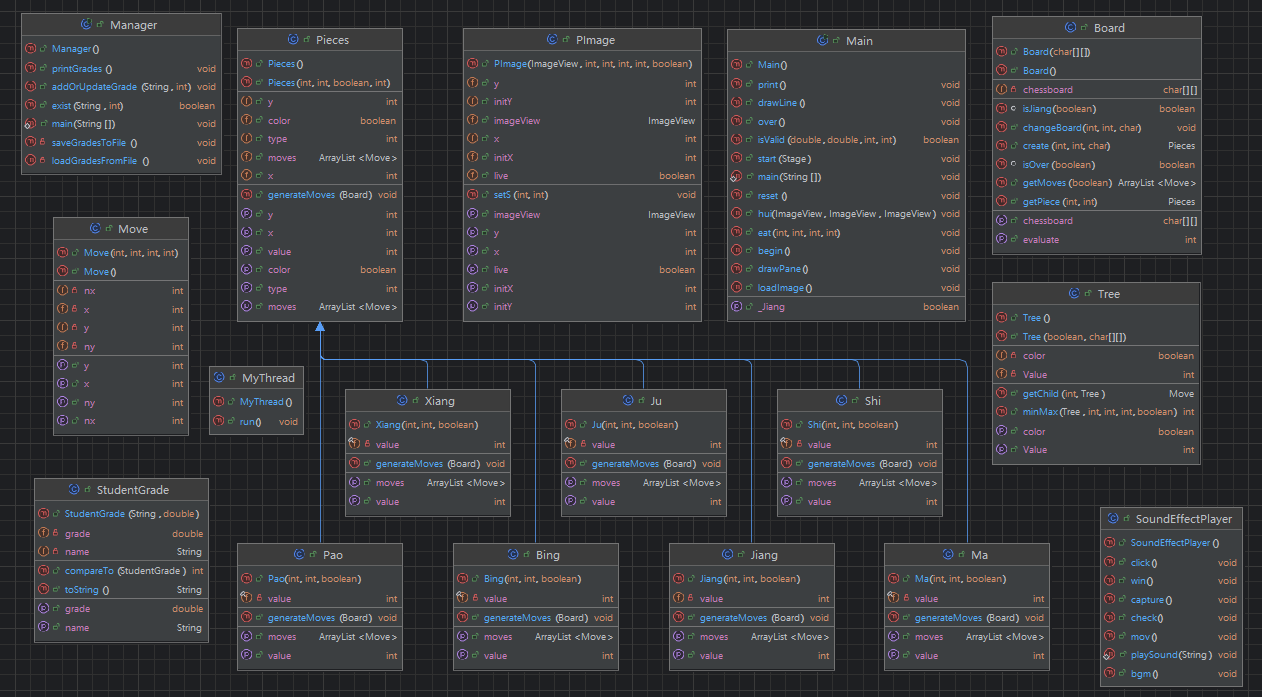 Manager
Manager()
printGrades () void
addOrUpdateGrade (String, int) void
exist (String, int) boolean
main(String []) void
saveGradesToFile () void
loadGradesFromFile () void
Pieces
Pieces()
Pieces(int, int, boolean, int)
y int
color boolean
type int
moves ArrayList <Move>
x int
generateMoves (Board) void
y int
x int
value int
color boolean
type int
moves ArrayList <Move>
PImage
PImage(ImageView, int, int, int, int, boolean)
y int
initY int
imageView ImageView
x int
initX int
live boolean
setS (int, int) void
imageView ImageView
y int
x int
live boolean
initX int
initY int
Main
Main()
print() void
drawLine () void
over() void
isValid (double, double, int, int) boolean
start (Stage) void
main(String []) void
reset () void
hui(ImageView, ImageView, ImageView) void
eat(int, int, int, int) void
begin() void
drawPane() void
loadImage() void
_Jiang boolean
Board
Board(char[][])
Board()
chessboard char[][]
isJiang(boolean) boolean
changeBoard(int, int, char) void
create (int, int, char) Pieces
isOver (boolean) boolean
getMoves (boolean) ArrayList <Move>
getPiece (int, int) Pieces
chessboard char[][]
evaluate int
Move
Move(int, int, int, int)
Move()
nx int
x int
y int
ny int
y int
x int
ny int
nx int
MyThread
MyThread()
run() void
Tree
Tree ()
Tree (boolean, char[][])
color boolean
Value int
getChild (int, Tree ) Move
minMax(Tree , int, int, int, boolean) int
color boolean
Value int
Xiang
Xiang(int, int, boolean)
value int
generateMoves (Board) void
moves ArrayList <Move>
value int
Ju
Ju(int, int, boolean)
value int
generateMoves (Board) void
moves ArrayList <Move>
value int
Shi
Shi(int, int, boolean)
value int
generateMoves (Board) void
moves ArrayList <Move>
value int
StudentGrade
StudentGrade (String, double)
grade double
name String
compareTo (StudentGrade ) int
toString () String
grade double
name String
Pao
Pao(int, int, boolean)
value int
generateMoves (Board) void
moves ArrayList <Move>
value int
Bing
Bing(int, int, boolean)
value int
generateMoves (Board) void
moves ArrayList <Move>
value int
Jiang
Jiang(int, int, boolean)
value int
generateMoves (Board) void
moves ArrayList <Move>
value int
Ma
Ma(int, int, boolean)
value int
generateMoves (Board) void
moves ArrayList <Move>
value int
SoundEffectPlayer
SoundEffectPlayer ()
click() void
win() void
capture() void
check() void
mov() void
playSound(String ) void
bgm() void